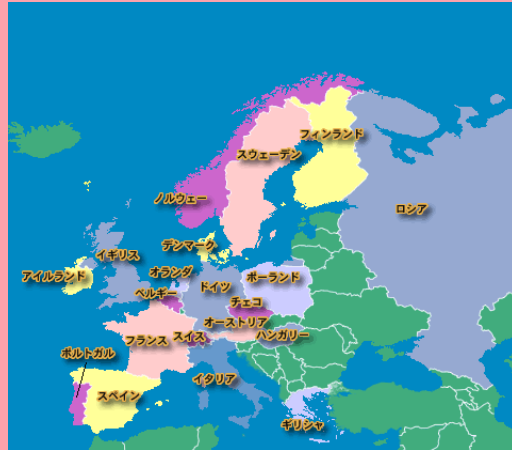 フィンランド
スウェーデン
ノルウェー
ロシア
デンマーク
イギリス
オランダ
アイルランド
ポーランド
ドイツ
ベルギー
チェコ
オーストリア
フランス
スイス
ハンガリー
ポルトガル
イタリア
スペイン
ギリシャ